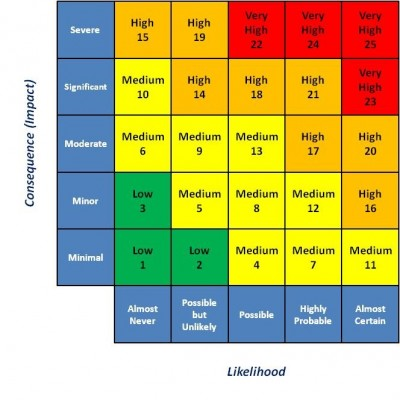 Consequence (Impact)
Severe
High
15
High
19
Very
High
22
Very
High
24
Very
High
25
Significant
Medium
10
High
14
High
18
High
21
Very
High
23
Moderate
Medium
6
Medium
9
Medium
13
High
17
High
20
Minor
Low
3
Medium
5
Medium
8
Medium
12
High
16
Minimal
Low
1
Low
2
Medium
4
Medium
7
Medium
11
Almost
Never
Possible
but
Unlikely
Possible
Highly
Probable
Almost
Certain
Likelihood